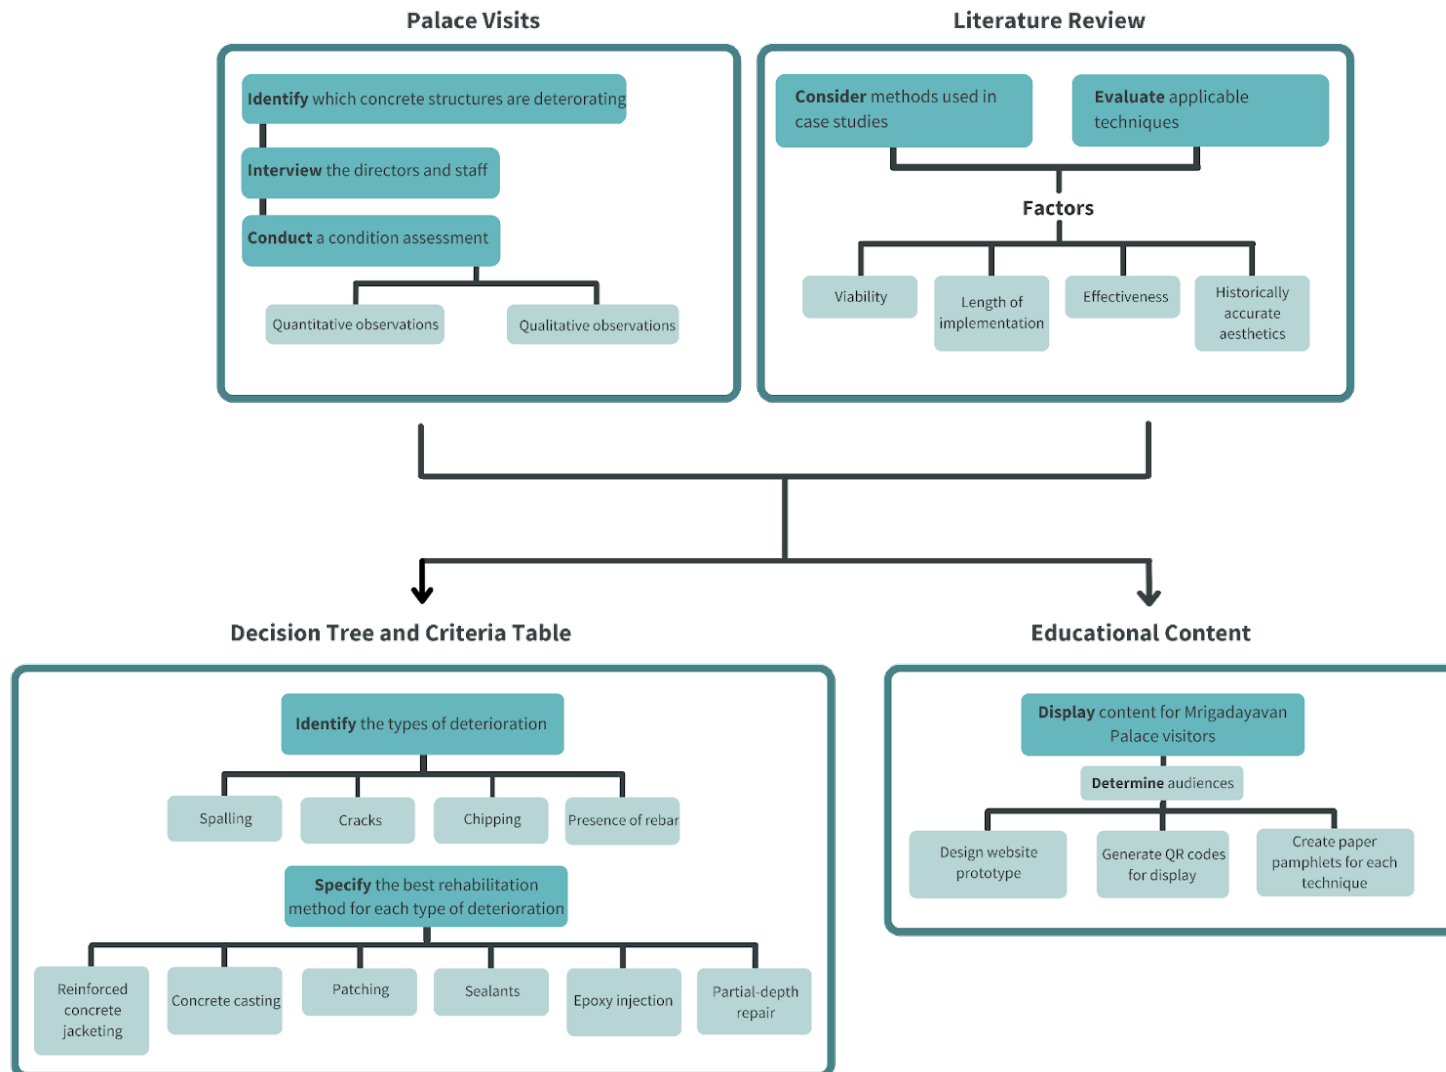 Palace Visits
Identify which concrete structures are deterorating
Interview the directors and staff
Conduct a condition assessment
Quantitative observations
Qualitative observations
Literature Review
Consider methods used in
case studies
Evaluate applicable
techniques
Factors
Viability
Length of
implementation
Effectiveness
Historically
accurate
aesthetics
Decision Tree and Criteria Table
Identify the types of deterioration
Spalling
Cracks
Chipping
Presence of rebar
Specify the best rehabilitation
method for each type of deterioration
Reinforced
concrete
jacketing
Concrete casting
Patching
Sealants
Epoxy injection
Partial-depth
repair
Educational Content
Display content for Mrigadayavan
Palace visitors
Determine audiences
Design website
prototype
Generate QR codes
for display
Create paper
pamphlets for each
technique